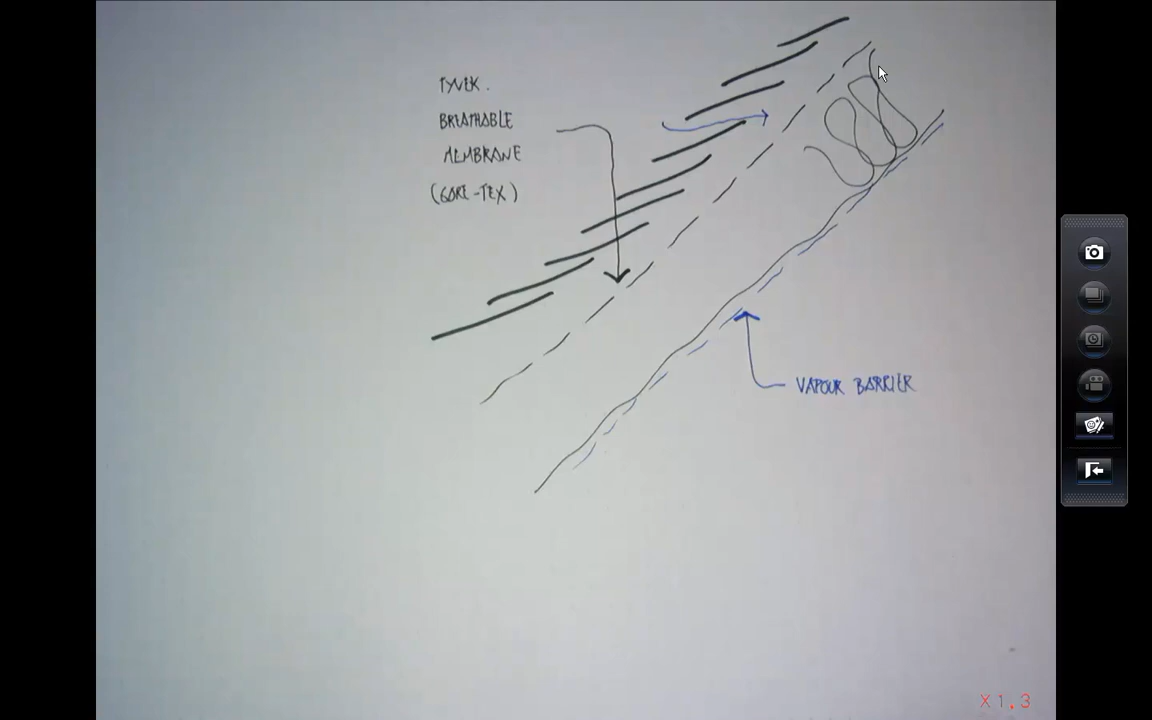 TYVEK.
BREATHABLE
MEMBRANE
(GORE-TEX)
VAPOUR BARRIER
X1.3